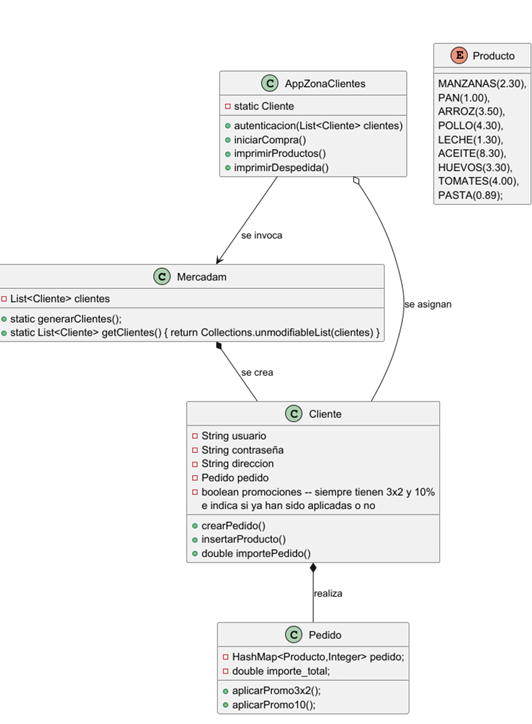 E Producto
MANZANAS(2.30),
PAN(1.00),
ARROZ(3.50),
POLLO(4.30),
LECHE(1.30),
ACEITE(8.30),
HUEVOS(3.30),
TOMATES(4.00),
PASTA(0.89);
C AppZonaClientes
static Cliente
autenticacion(List<Cliente> clientes)
iniciarCompra()
imprimirProductos()
imprimirDespedida()
se invoca
C Mercadam
List<Cliente> clientes
static generarClientes();
static List<Cliente> getClientes() { return Collections.unmodifiableList(clientes) }
se asignan
se crea
C Cliente
String usuario
String contraseña
String direccion
Pedido pedido
boolean promociones -- siempre tienen 3x2 y 10%
e indica si ya han sido aplicadas o no
crearPedido()
insertarProducto()
double importePedido()
realiza
C Pedido
HashMap<Producto,Integer> pedido;
double importe_total;
aplicarPromo3x2();
aplicarPromo10();